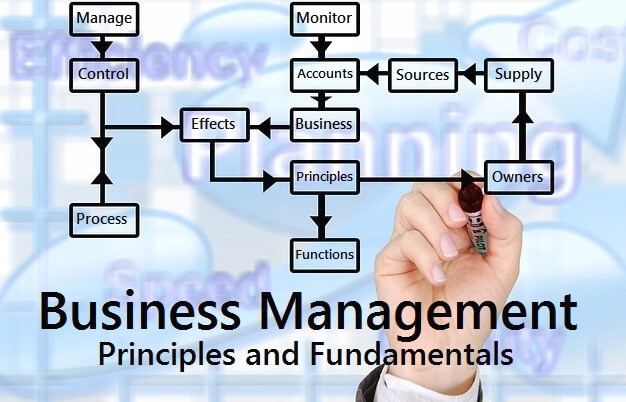 Manage
Monitor
Control
Accounts
Sources
Supply
Effects
Business
Principles
Owners
Process
Functions
Efficiency
Cost
Planning
Speed
Business Management
Principles and Fundamentals